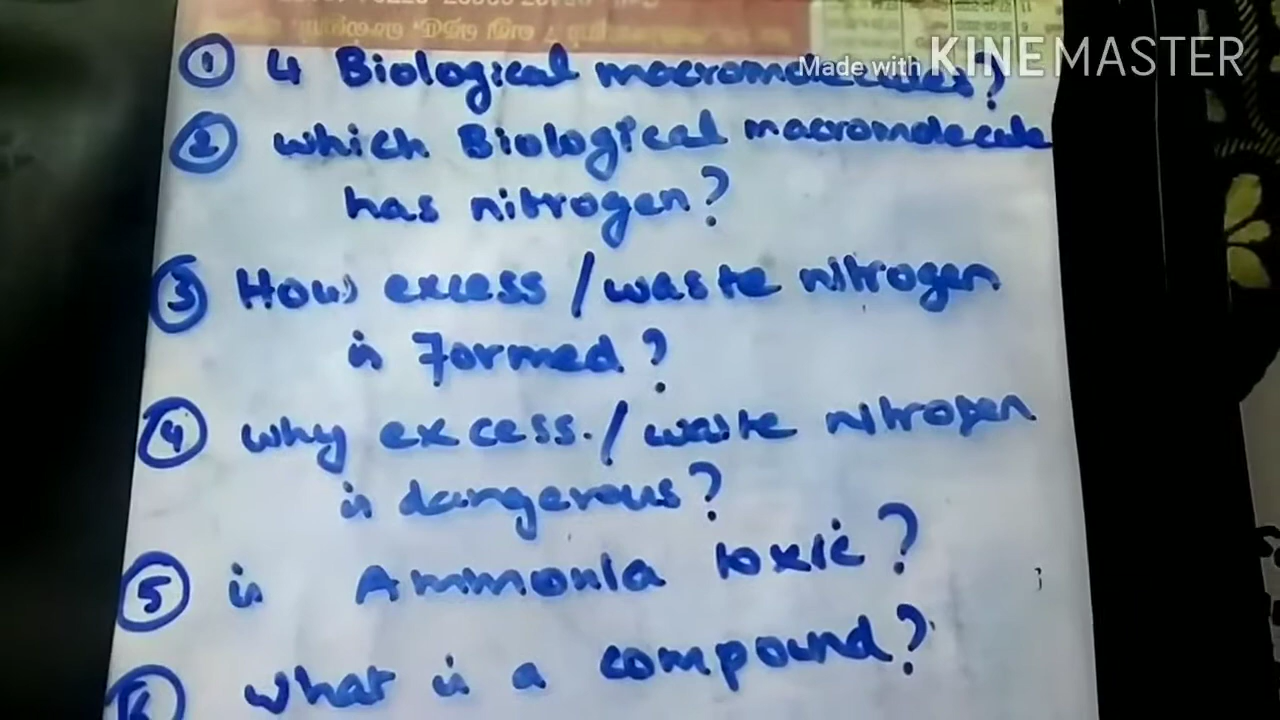 Made with KINEMASTER
① 4 Biological macromolecules?
② which Biological macromolecule
has nitrogen?
③ How excess / waste nitrogen
is Formed?
④ why excess. / waste nitrogen
is dangerous?
⑤ is Ammonia toxic?
⑥ what is a compound?